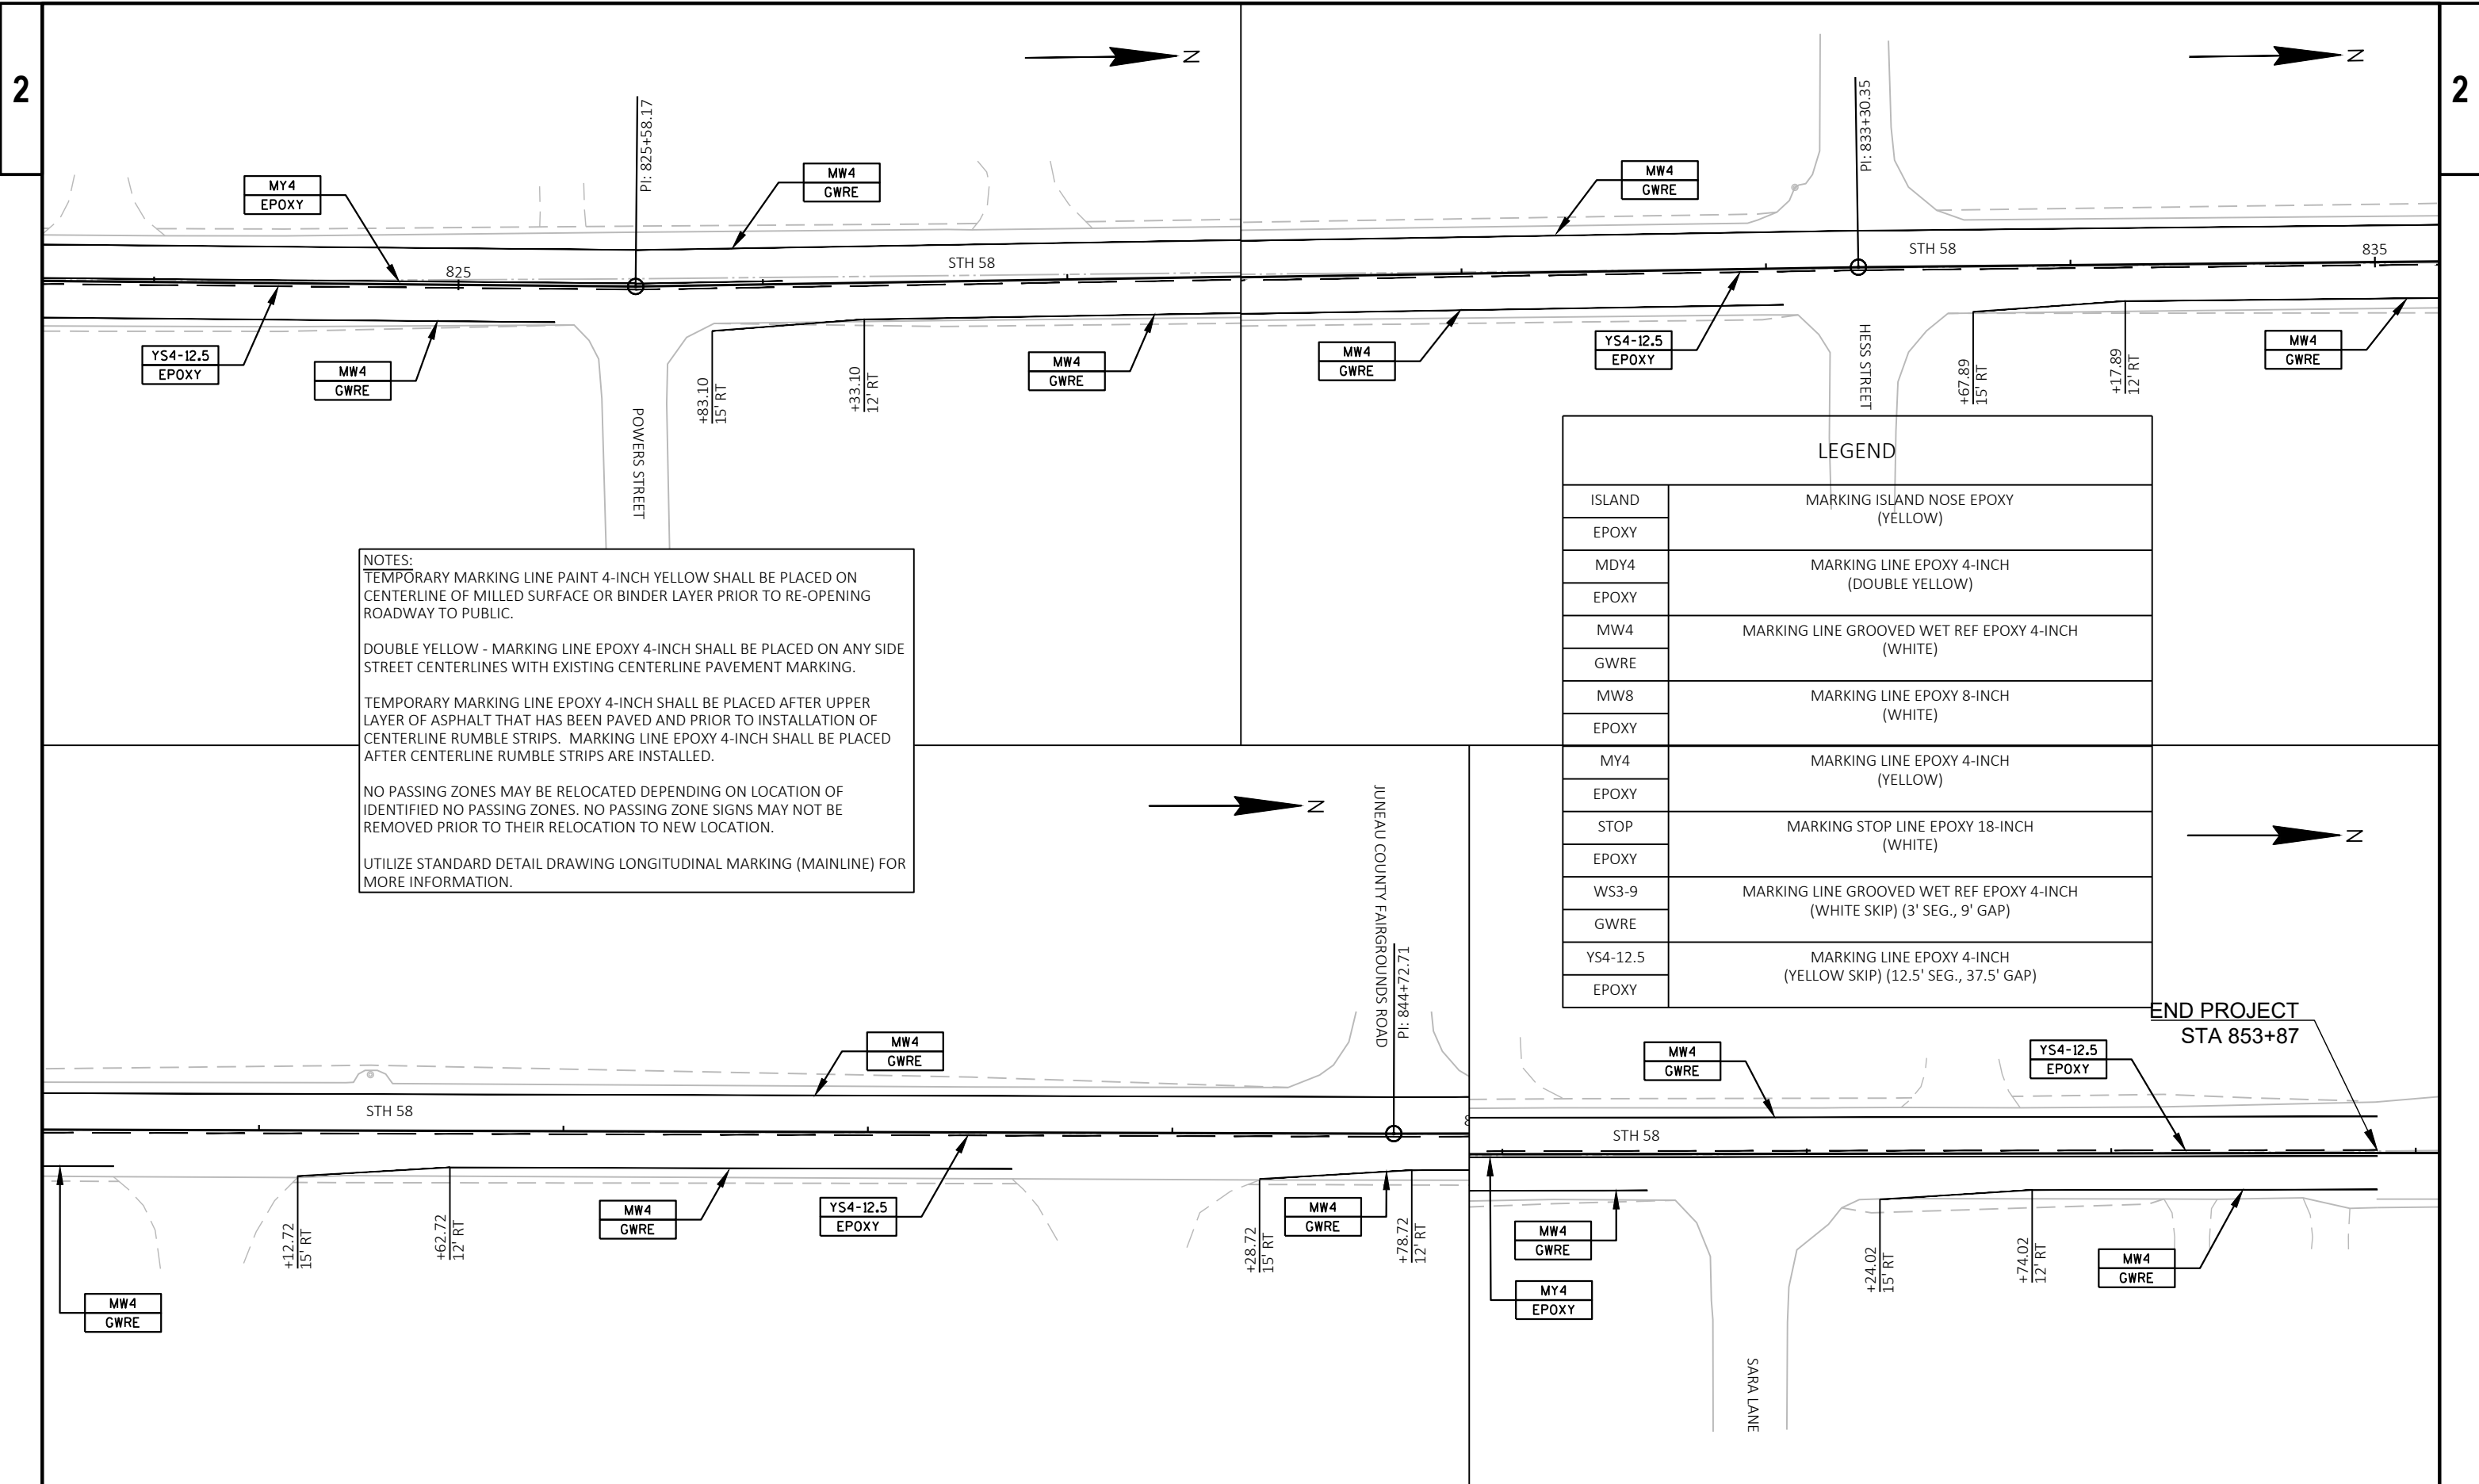 2
2
N
PI: 825+58.17
MY4
EPOXY
MW4
GWRE
825
STH 58
YS4-12.5
EPOXY
MW4
GWRE
MW4
GWRE
+83.10
15' RT
+33.10
12' RT
POWERS STREET
N
PI: 833+30.35
MW4
GWRE
STH 58
835
MW4
GWRE
YS4-12.5
EPOXY
MW4
GWRE
HESS STREET
+67.89
15' RT
+17.89
12' RT
NOTES:
TEMPORARY MARKING LINE PAINT 4-INCH YELLOW SHALL BE PLACED ON
CENTERLINE OF MILLED SURFACE OR BINDER LAYER PRIOR TO RE-OPENING
ROADWAY TO PUBLIC.
DOUBLE YELLOW - MARKING LINE EPOXY 4-INCH SHALL BE PLACED ON ANY SIDE
STREET CENTERLINES WITH EXISTING CENTERLINE PAVEMENT MARKING.
TEMPORARY MARKING LINE EPOXY 4-INCH SHALL BE PLACED AFTER UPPER
LAYER OF ASPHALT THAT HAS BEEN PAVED AND PRIOR TO INSTALLATION OF
CENTERLINE RUMBLE STRIPS.  MARKING LINE EPOXY 4-INCH SHALL BE PLACED
AFTER CENTERLINE RUMBLE STRIPS ARE INSTALLED.
NO PASSING ZONES MAY BE RELOCATED DEPENDING ON LOCATION OF
IDENTIFIED NO PASSING ZONES. NO PASSING ZONE SIGNS MAY NOT BE
REMOVED PRIOR TO THEIR RELOCATION TO NEW LOCATION.
UTILIZE STANDARD DETAIL DRAWING LONGITUDINAL MARKING (MAINLINE) FOR
MORE INFORMATION.
LEGEND
ISLAND
EPOXY
MARKING ISLAND NOSE EPOXY
(YELLOW)
MDY4
EPOXY
MARKING LINE EPOXY 4-INCH
(DOUBLE YELLOW)
MW4
GWRE
MARKING LINE GROOVED WET REF EPOXY 4-INCH
(WHITE)
MW8
EPOXY
MARKING LINE EPOXY 8-INCH
(WHITE)
MY4
EPOXY
MARKING LINE EPOXY 4-INCH
(YELLOW)
STOP
EPOXY
MARKING STOP LINE EPOXY 18-INCH
(WHITE)
WS3-9
GWRE
MARKING LINE GROOVED WET REF EPOXY 4-INCH
(WHITE SKIP) (3' SEG., 9' GAP)
YS4-12.5
EPOXY
MARKING LINE EPOXY 4-INCH
(YELLOW SKIP) (12.5' SEG., 37.5' GAP)
N
JUNEAU COUNTY FAIRGROUNDS ROAD
PI: 844+72.71
MW4
GWRE
STH 58
8
+12.72
15' RT
+62.72
12' RT
MW4
GWRE
YS4-12.5
EPOXY
+28.72
15' RT
MW4
GWRE
+78.72
12' RT
MW4
GWRE
N
END PROJECT
STA 853+87
MW4
GWRE
YS4-12.5
EPOXY
STH 58
MW4
GWRE
MY4
EPOXY
+24.02
15' RT
+74.02
12' RT
MW4
GWRE
SARA LANE